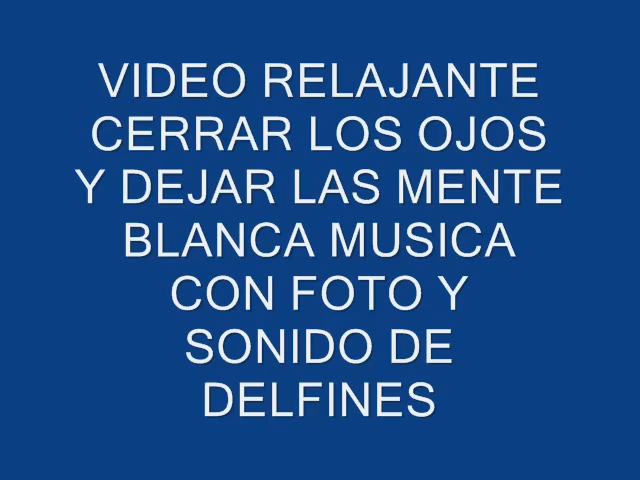 VIDEO RELAJANTE
CERRAR LOS OJOS
Y DEJAR LAS MENTE
BLANCA MUSICA
CON FOTO Y
SONIDO DE
DELFINES